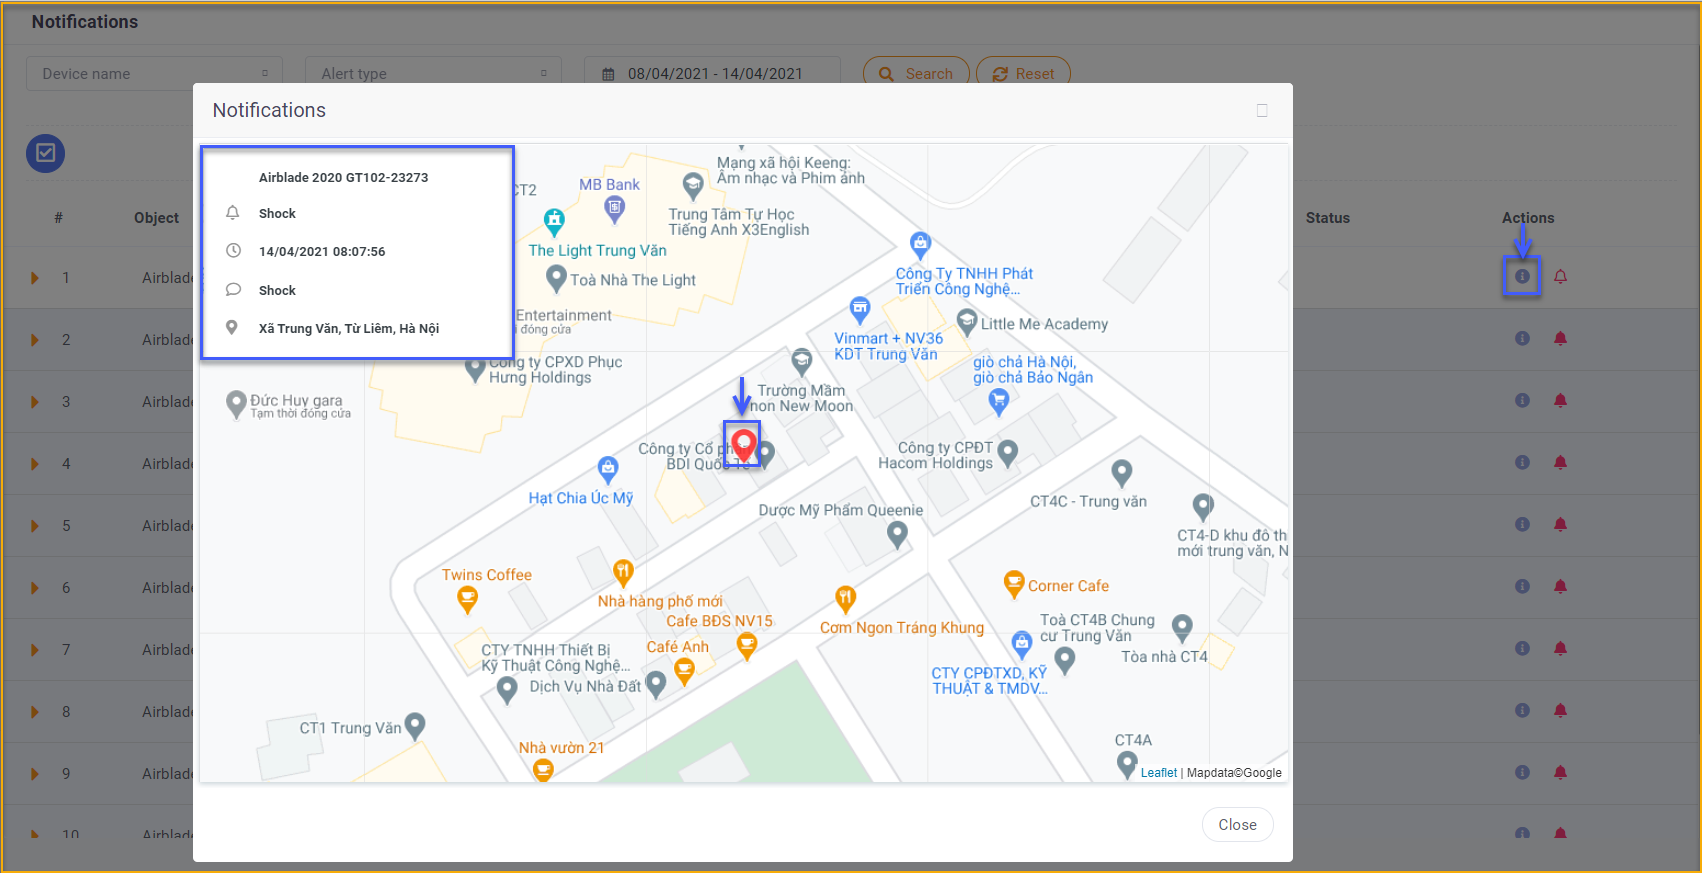 Notifications
Device name
Alert type
08/04/2021 - 14/04/2021
Search
Reset
Notifications
# Object Status Actions
1 Airblade
2 Airblade
3 Airblade
4 Airblade
5 Airblade
6 Airblade
7 Airblade
8 Airblade
9 Airblade
10 Airblade
Airblade 2020 GT102-23273
Shock
14/04/2021 08:07:56
Shock
Xã Trung Văn, Từ Liêm, Hà Nội
CT2
MB Bank
Mạng xã hội Keeng:
Âm nhạc và Phim ảnh
Trung Tâm Tự Học
Tiếng Anh X3English
The Light Trung Văn
Toà Nhà The Light
Entertainment
i đóng cửa
Công Ty TNHH Phát
Triển Công Nghệ...
Vinmart + NV36
KDT Trung Văn
Little Me Academy
giò chả Hà Nội,
giò chả Bảo Ngân
Công ty CPXD Phục
Hưng Holdings
Đức Huy gara
Tạm thời đóng cửa
Trường Mầm
non New Moon
Công ty Cổ phần
BDI Quốc Tế
Công ty CPĐT
Hacom Holdings
Hạt Chia Úc Mỹ
CT4C - Trung văn
Dược Mỹ Phẩm Queenie
CT4-D khu đô th
mới trung văn, N
Twins Coffee
Nhà hàng phố mới
Cafe BĐS NV15
Corner Cafe
Cơm Ngon Tráng Khung
Toà CT4B Chung
cư Trung Văn
Tòa nhà CT4
Café Anh
CTY TNHH Thiết Bị
Kỹ Thuật Công Nghệ...
Dịch Vụ Nhà Đất
CTY CPĐTXD, KỸ
THUẬT & TMDV...
CT1 Trung Văn
Nhà vườn 21
CT4A
Leaflet | Mapdata©Google
Close